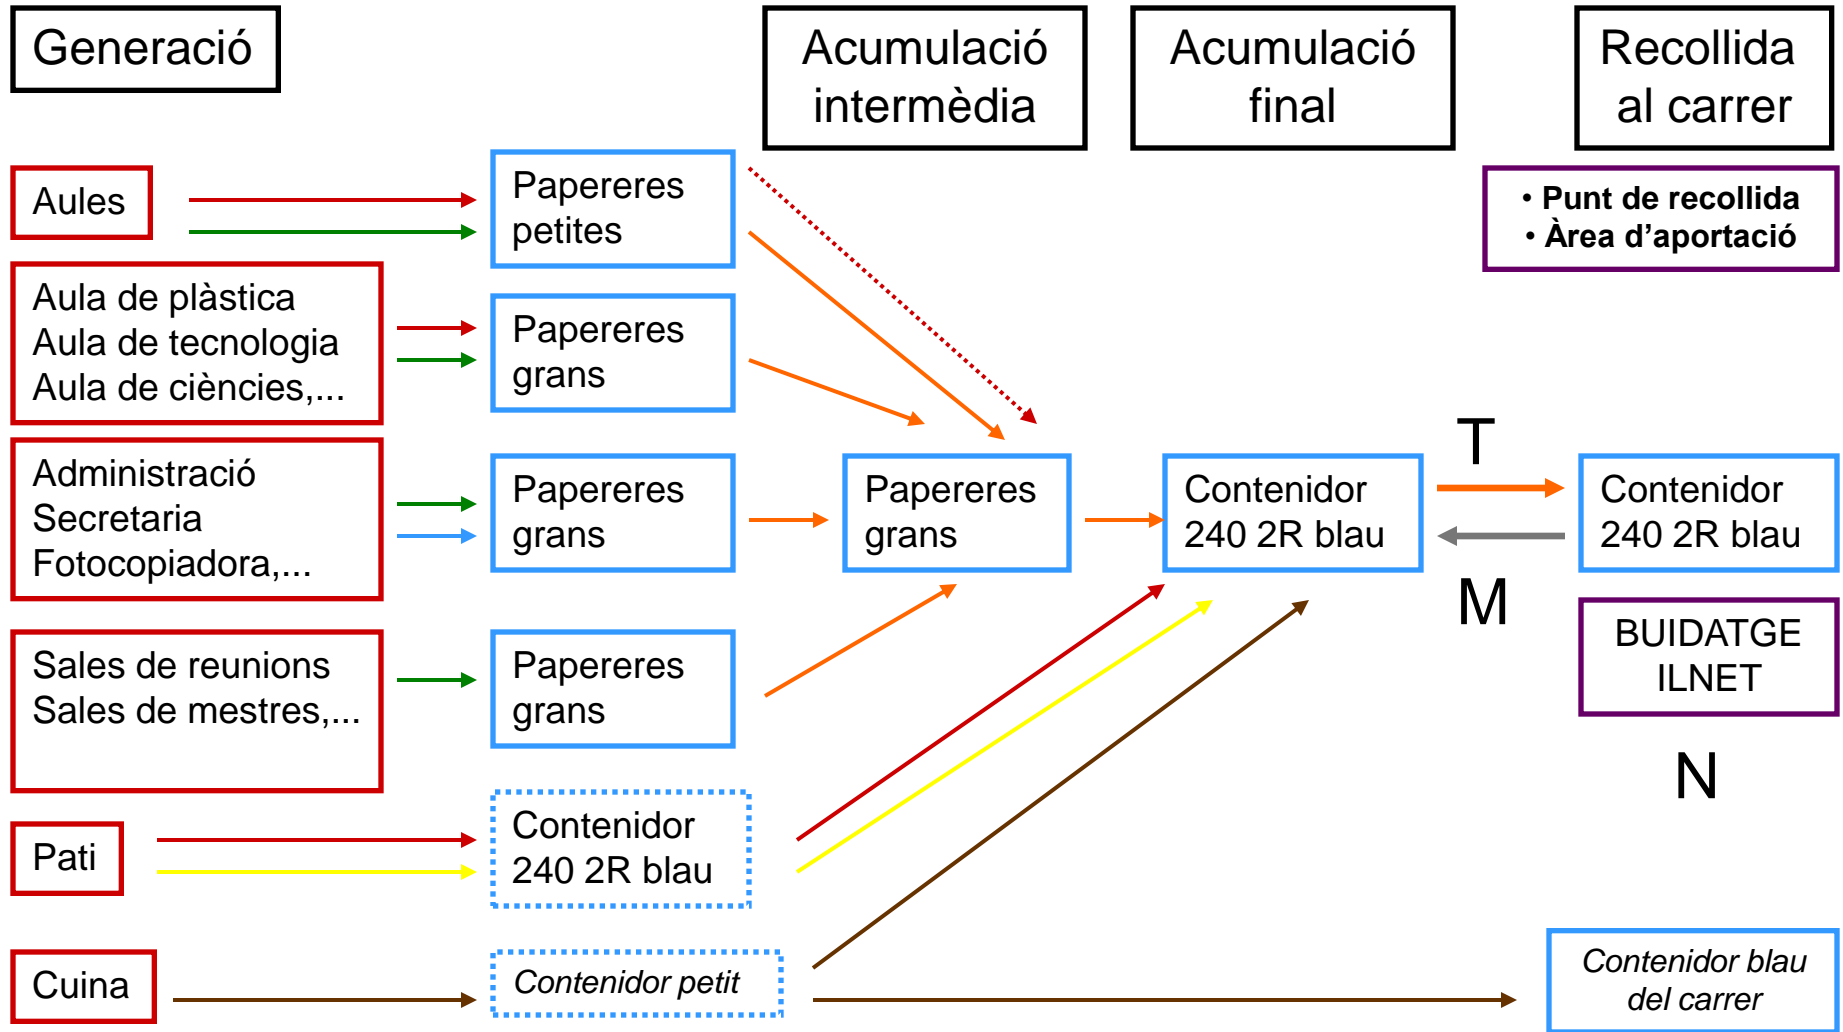 Generació
Acumulació
intermèdia
Acumulació
final
Recollida
al carrer
Aules
Papereres
petites
• Punt de recollida
• Àrea d'aportació
Aula de plàstica
Aula de tecnologia
Aula de ciències,...
Papereres
grans
Administració
Secretaria
Fotocopiadora,...
Papereres
grans
Papereres
grans
Contenidor
240 2R blau
T
M
Contenidor
240 2R blau
Sales de reunions
Sales de mestres,...
Papereres
grans
BUIDATGE
ILNET
N
Pati
Contenidor
240 2R blau
Cuina
Contenidor petit
Contenidor blau
del carrer